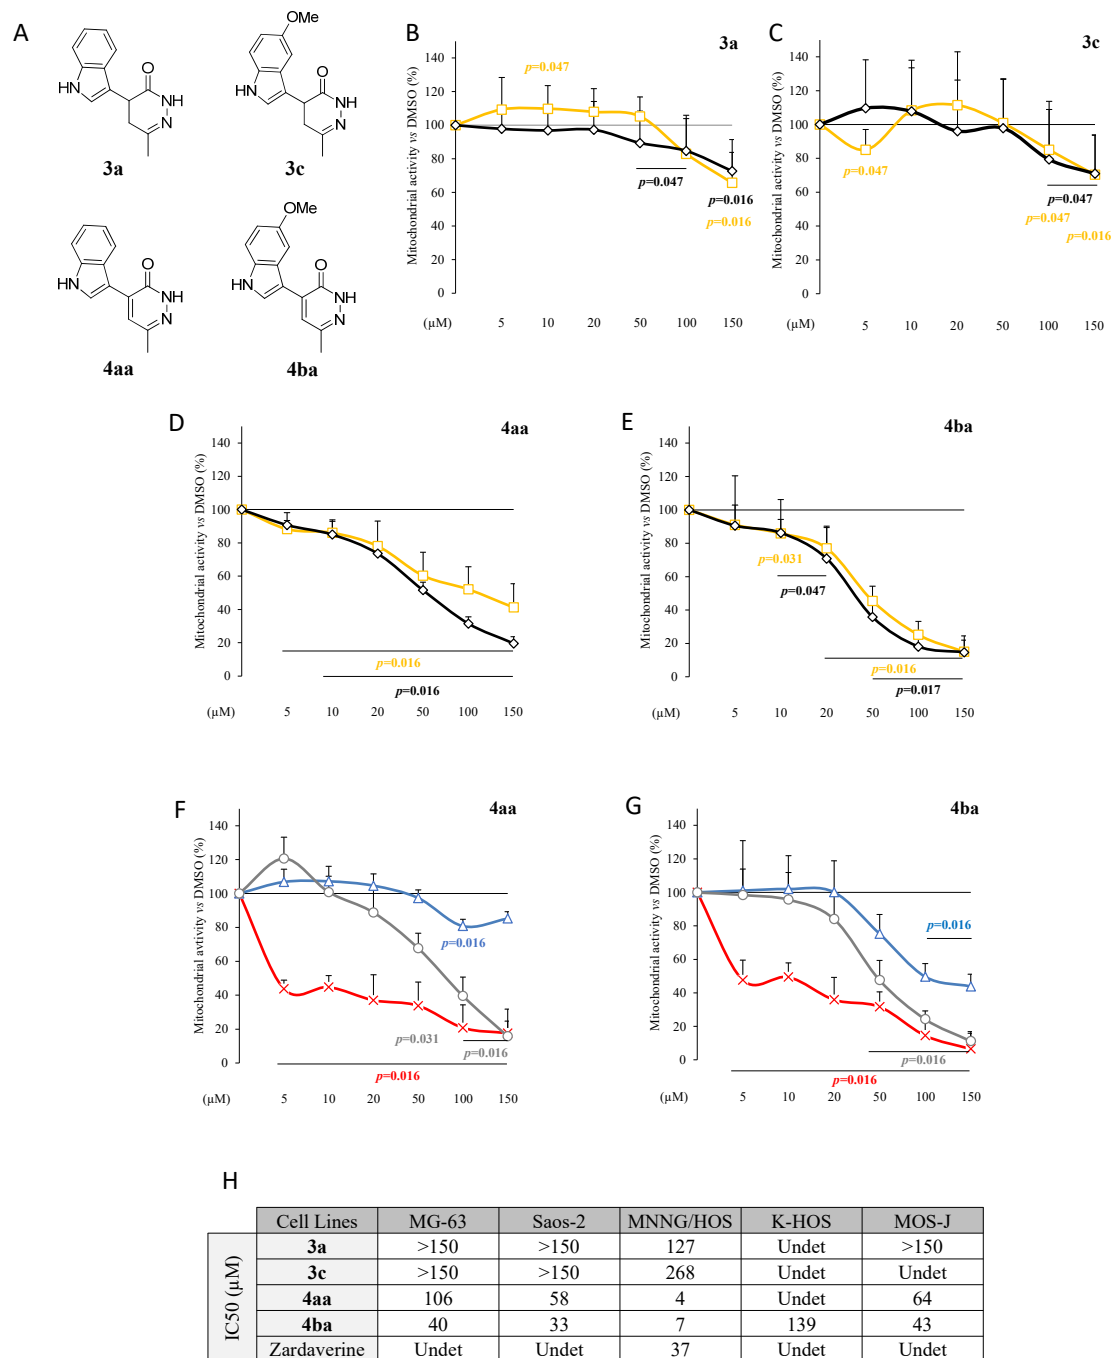 A
OMe
O
NH
N
HN
3a
OMe
O
NH
N
HN
3c
O
NH
N
HN
4aa
OMe
O
NH
N
HN
4ba
B
3a
Mitochondrial activity vs DMSO (%)
140
120
100
80
60
40
20
0
p=0.047
p=0.047
p=0.016
p=0.016
(µM) 5 10 20 50 100 150
C
3c
Mitochondrial activity vs DMSO (%)
140
120
100
80
60
40
20
0
p=0.047
p=0.047
p=0.047
p=0.016
(µM) 5 10 20 50 100 150
D
4aa
Mitochondrial activity vs DMSO (%)
140
120
100
80
60
40
20
0
p=0.016
p=0.016
(µM) 5 10 20 50 100 150
E
4ba
Mitochondrial activity vs DMSO (%)
140
120
100
80
60
40
20
0
p=0.031
p=0.047
p=0.016
p=0.017
(µM) 5 10 20 50 100 150
F
4aa
Mitochondrial avtivity vs DMSO (%)
140
120
100
80
60
40
20
0
p=0.016
p=0.031
p=0.016
p=0.016
(µM) 5 10 20 50 100 150
G
4ba
Mitochondrial activity vs DMSO (%)
140
120
100
80
60
40
20
0
p=0.016
p=0.016
p=0.016
(µM) 5 10 20 50 100 150
H
Cell Lines MG-63 Saos-2 MNNG/HOS K-HOS MOS-J
IC50 (µM)
3a >150 >150 127 Undet >150
3c >150 >150 268 Undet Undet
4aa 106 58 4 Undet 64
4ba 40 33 7 139 43
Zardaverine Undet Undet 37 Undet Undet